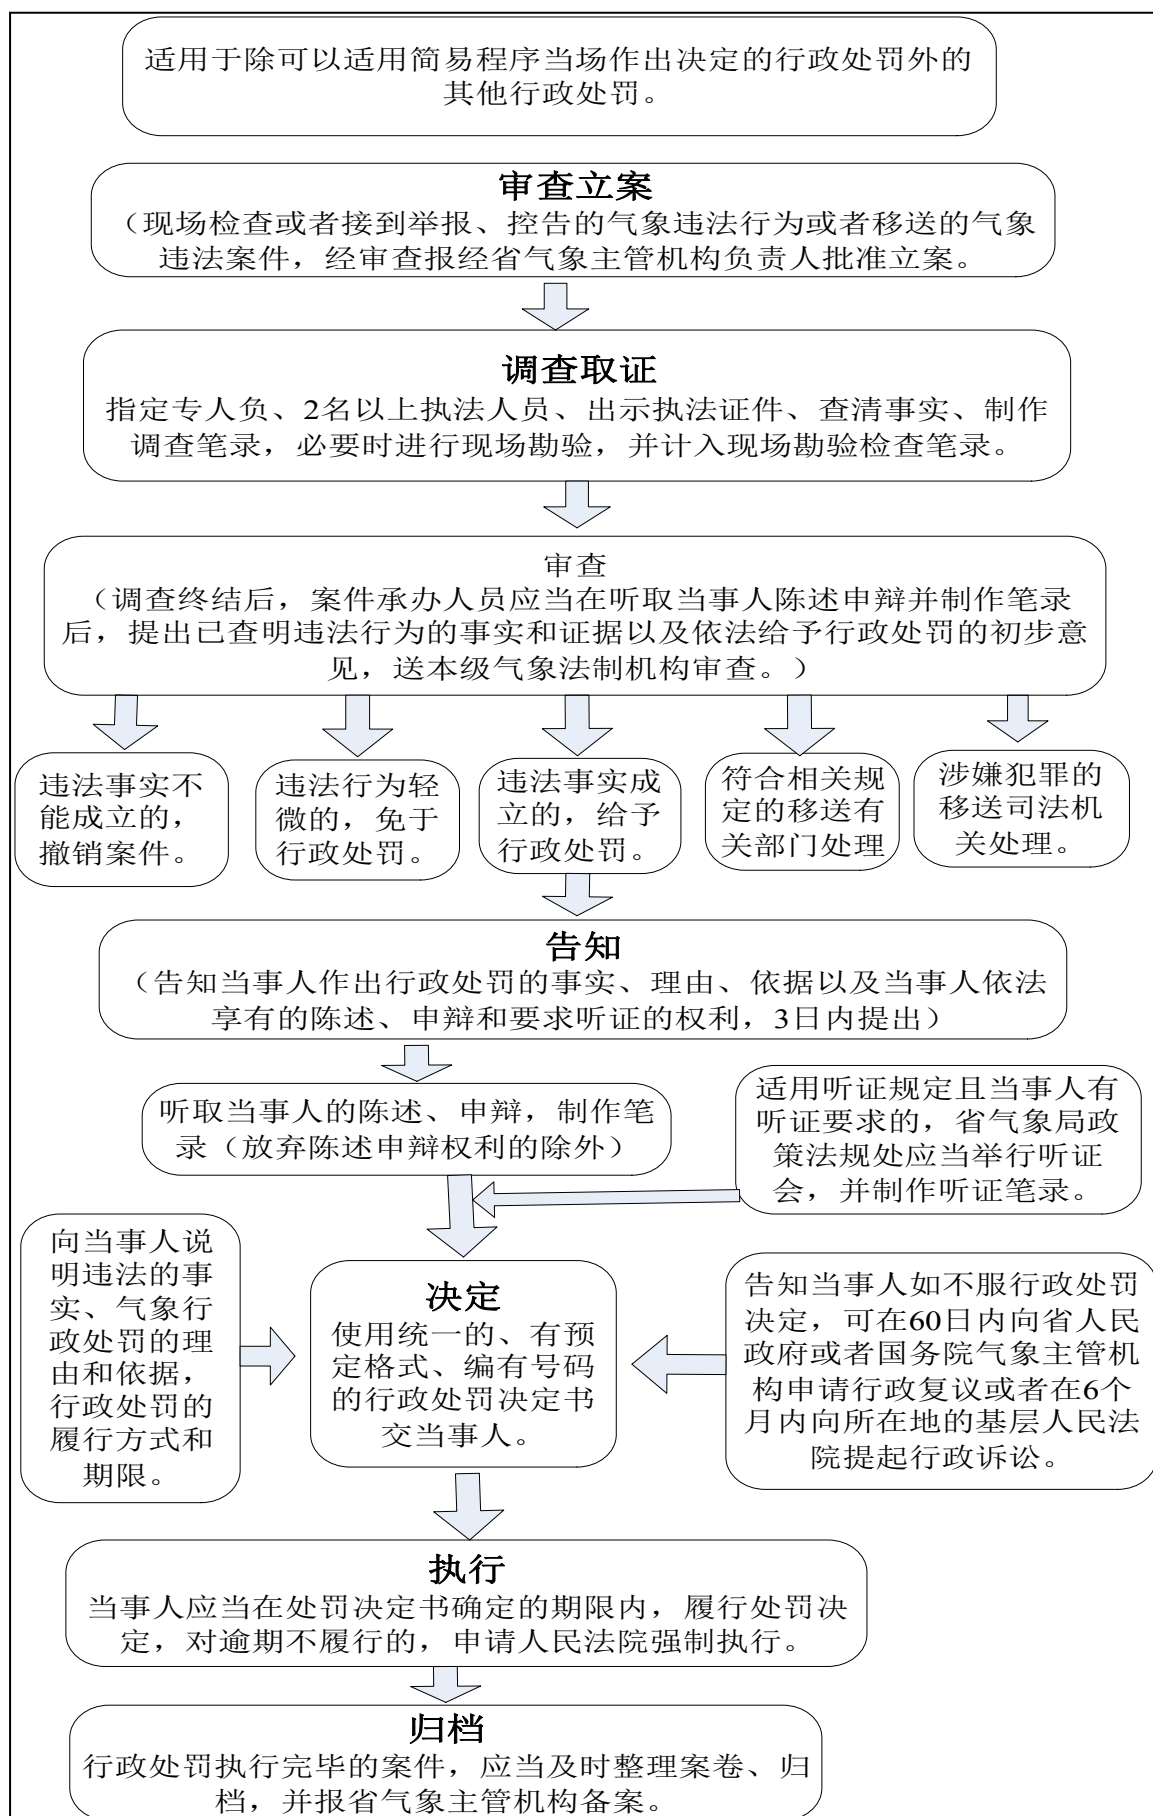 适用于除可以适用简易程序当场作出决定的行政处罚外的
其他行政处罚。
审查立案
（现场检查或者接到举报、控告的气象违法行为或者移送的气象
违法案件，经审查报经省气象主管机构负责人批准立案。
调查取证
指定专人负、2名以上执法人员、出示执法证件、查清事实、制作
调查笔录，必要时进行现场勘验，并计入现场勘验检查笔录。
审查
（调查终结后，案件承办人员应当在听取当事人陈述申辩并制作笔录
后，提出已查明违法行为的事实和证据以及依法给予行政处罚的初步意
见，送本级气象法制机构审查。）
违法事实不
能成立的，
撤销案件。
违法行为轻
微的，免于
行政处罚。
违法事实成
立的，给予
行政处罚。
符合相关规
定的移送有
关部门处理
涉嫌犯罪的
移送司法机
关处理。
告知
（告知当事人作出行政处罚的事实、理由、依据以及当事人依法
享有的陈述、申辩和要求听证的权利，3日内提出）
听取当事人的陈述、申辩，制作笔
录（放弃陈述申辩权利的除外）
适用听证规定且当事人有
听证要求的，省气象局政
策法规处应当举行听证
会，并制作听证笔录。
向当事人说
明违法的事
实、气象行
政处罚的理
由和依据，
行政处罚的
履行方式和
期限。
决定
使用统一的、有预
定格式、编有号码
的行政处罚决定书
交当事人。
告知当事人如不服行政处罚
决定，可在60日内向省人民
政府或者国务院气象主管机
构申请行政复议或者在6个
月内向所在地的基层人民法
院提起行政诉讼。
执行
当事人应当在处罚决定书确定的期限内，履行处罚决
定，对逾期不履行的，申请人民法院强制执行。
归档
行政处罚执行完毕的案件，应当及时整理案卷、归
档，并报省气象主管机构备案。